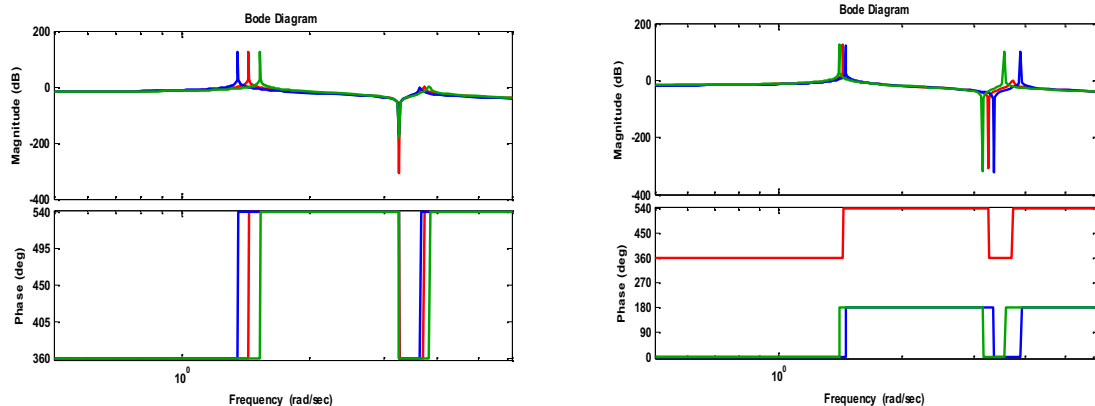 Bode Diagram
200
0
-200
-400
Magnitude (dB)
540
495
450
405
360
Phase (deg)
10^0
Frequency (rad/sec)
Bode Diagram
200
0
-200
-400
Magnitude (dB)
540
450
360
270
180
90
0
Phase (deg)
10^0
Frequency (rad/sec)